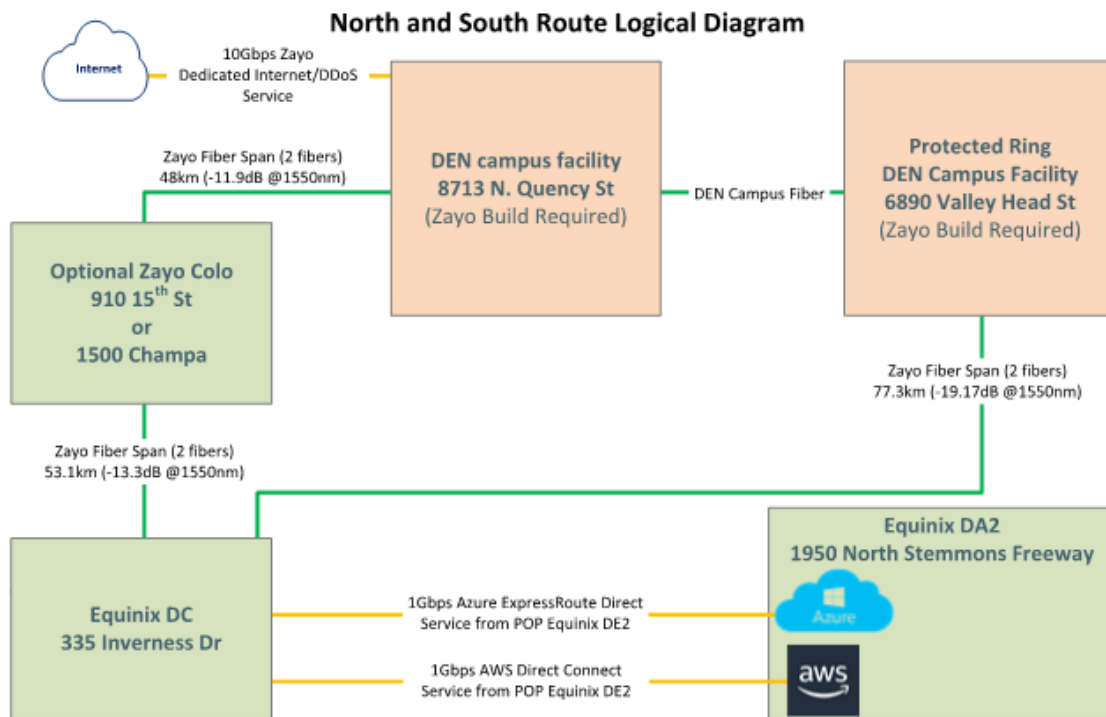 North and South Route Logical Diagram
Internet
10Gbps Zayo
Dedicated Internet/DDoS
Service
Zayo Fiber Span (2 fibers)
48km (-11.9dB @1550nm)
DEN campus facility
8713 N. Quency St
(Zayo Build Required)
DEN Campus Fiber
Protected Ring
DEN Campus Facility
6890 Valley Head St
(Zayo Build Required)
Optional Zayo Colo
910 15th St
or
1500 Champa
Zayo Fiber Span (2 fibers)
77.3km (-19.17dB @1550nm)
Zayo Fiber Span (2 fibers)
53.1km (-13.3dB @1550nm)
Equinix DC
335 Inverness Dr
1Gbps Azure ExpressRoute Direct
Service from POP Equinix DE2
1Gbps AWS Direct Connect
Service from POP Equinix DE2
Equinix DA2
1950 North Stemmons Freeway
Azure
aws